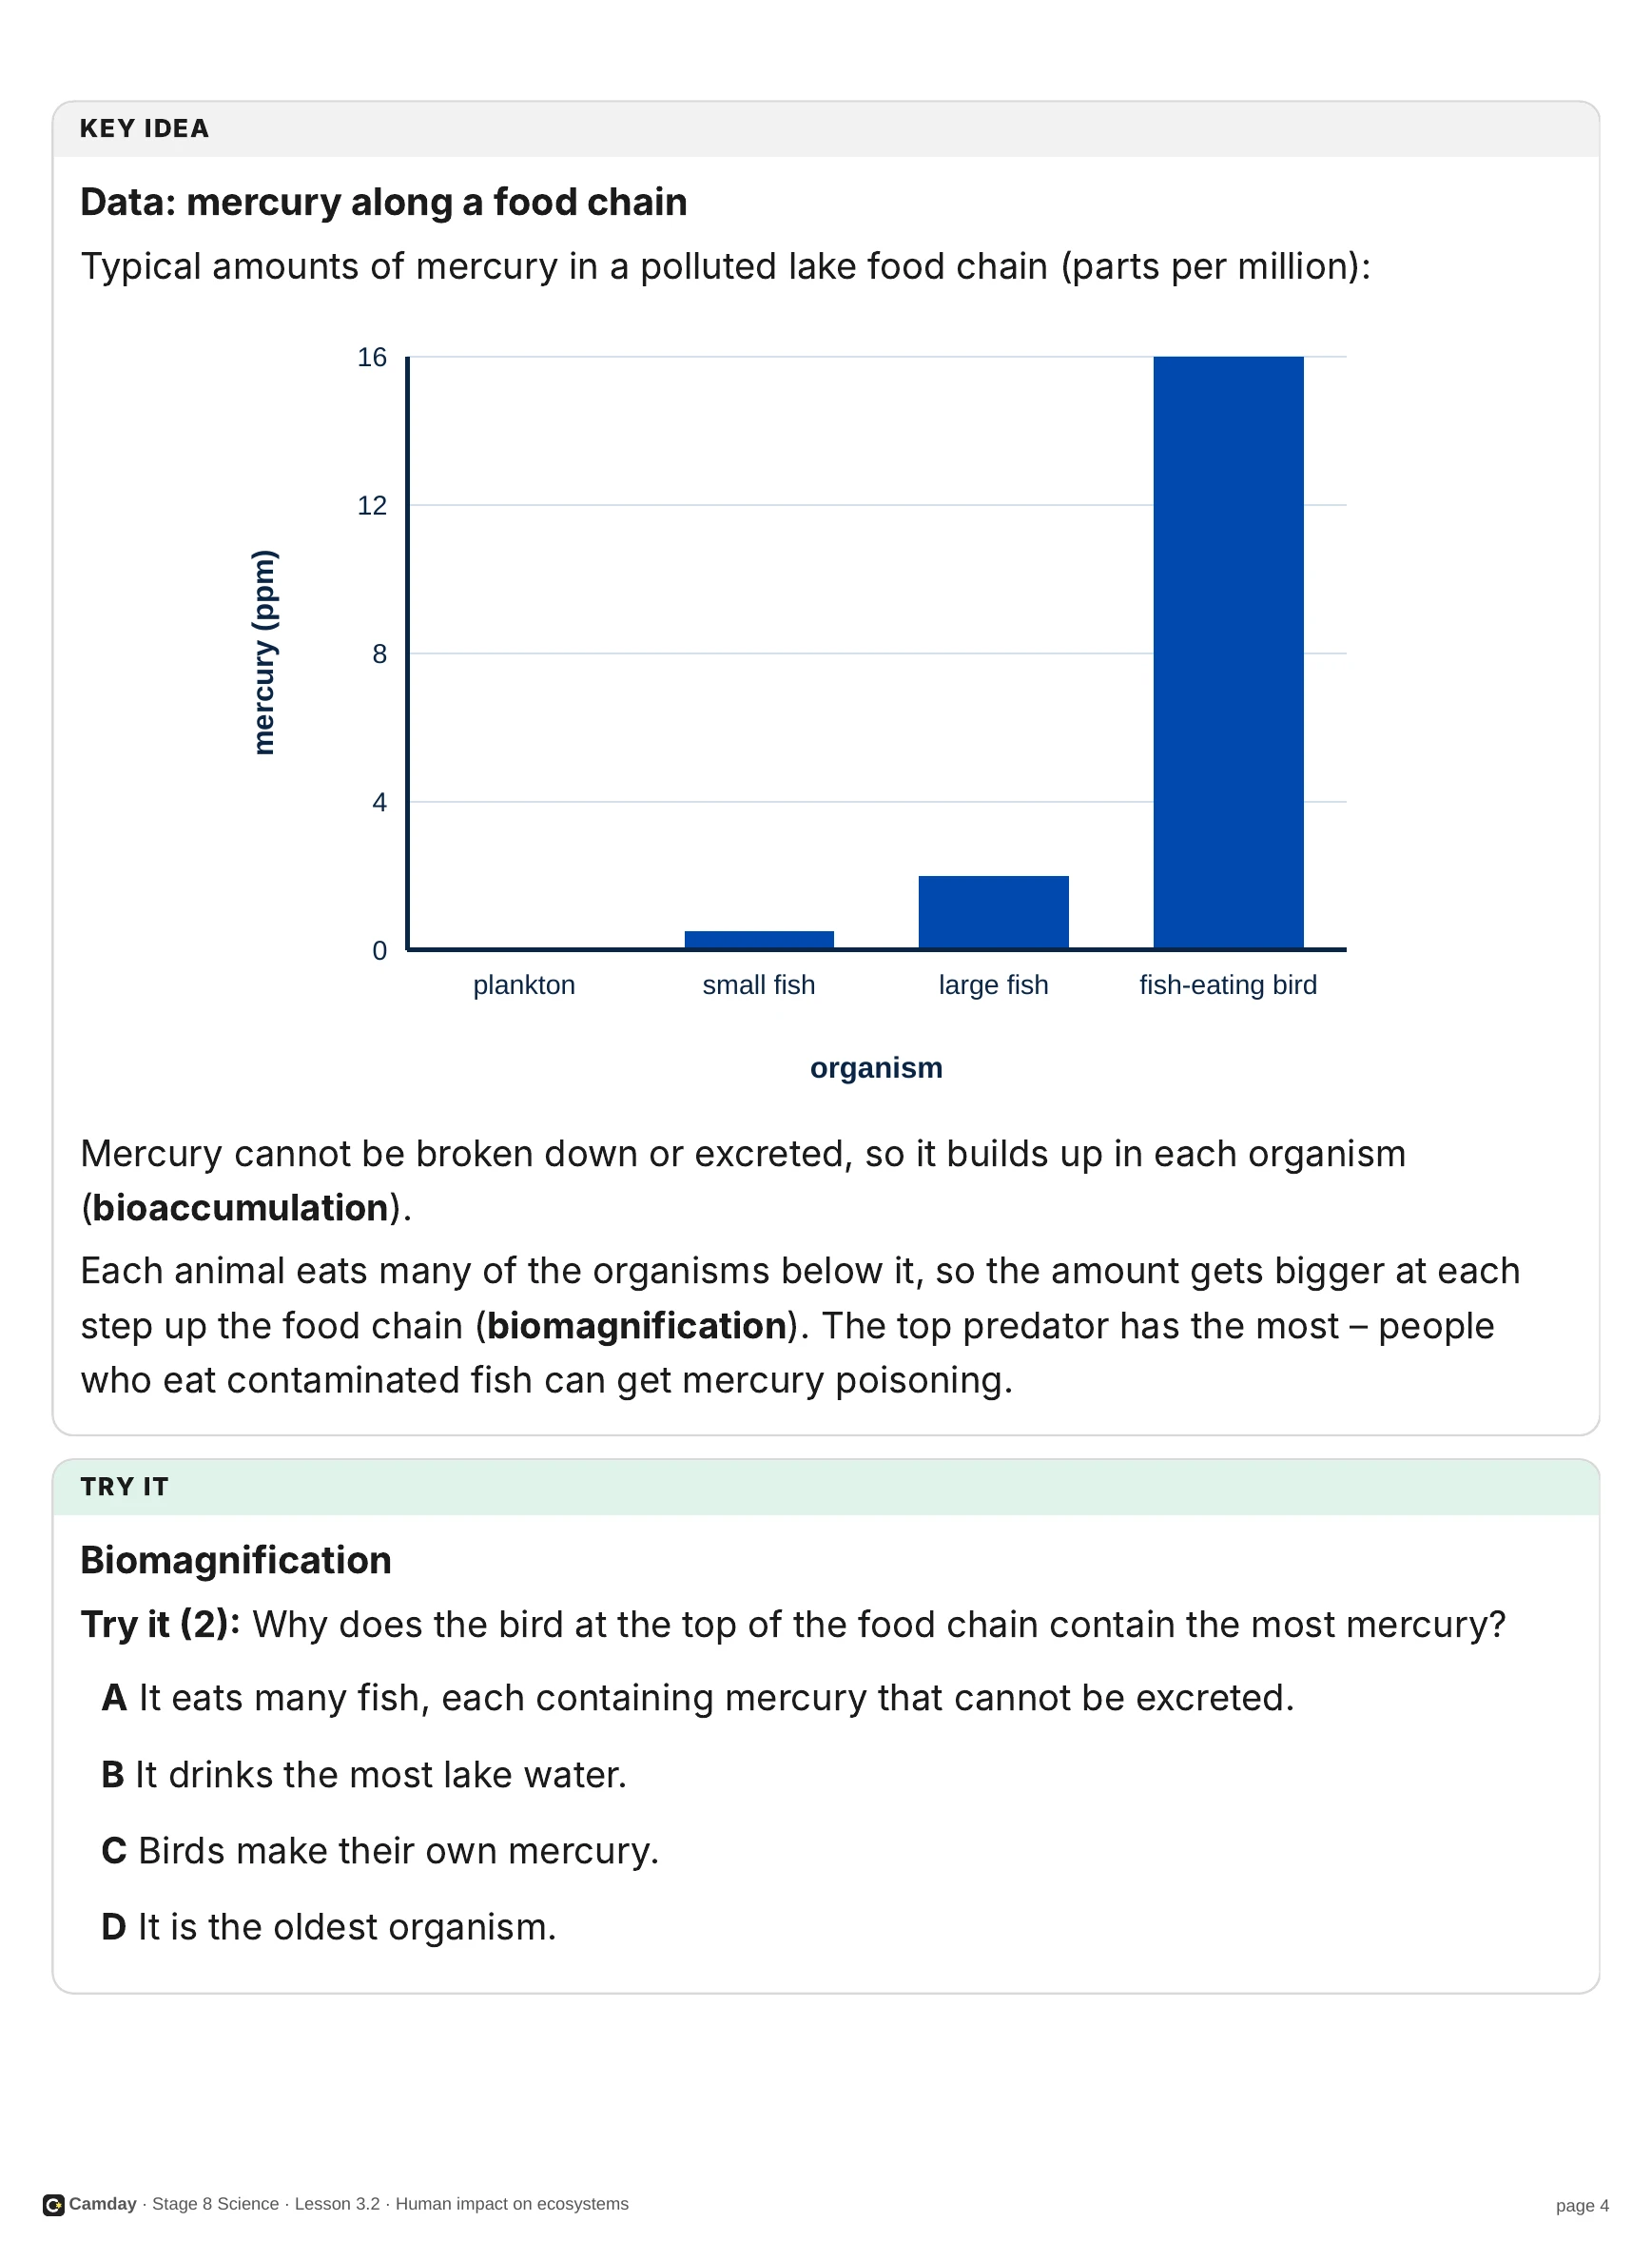 KEY IDEA
Data: mercury along a food chain
Typical amounts of mercury in a polluted lake food chain (parts per million):
16
12
8
4
0
mercury (ppm)
plankton small fish large fish fish-eating bird
organism
Mercury cannot be broken down or excreted, so it builds up in each organism
(bioaccumulation).
Each animal eats many of the organisms below it, so the amount gets bigger at each
step up the food chain (biomagnification). The top predator has the most – people
who eat contaminated fish can get mercury poisoning.
TRY IT
Biomagnification
Try it (2): Why does the bird at the top of the food chain contain the most mercury?
A It eats many fish, each containing mercury that cannot be excreted.
B It drinks the most lake water.
C Birds make their own mercury.
D It is the oldest organism.
Camday · Stage 8 Science · Lesson 3.2 · Human impact on ecosystems page 4